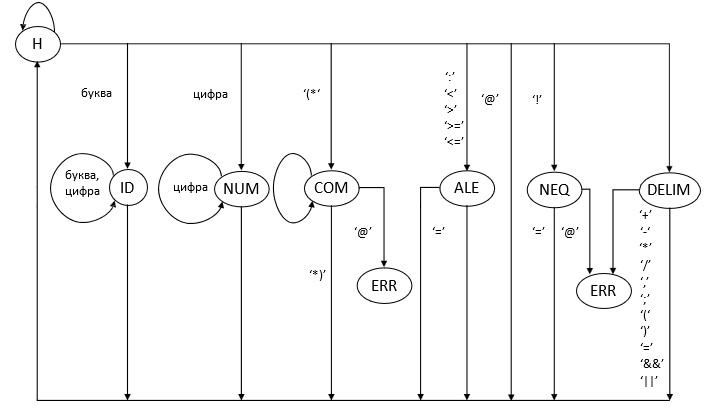 H
буква
цифра
‘(*‘
‘:’
‘<’
‘>’
‘>=’
‘<=’
‘@’
‘!’
буква,
цифра
ID
цифра
NUM
COM
ALE
NEQ
DELIM
‘@’
‘=’
‘=’
‘@’
‘*)’
ERR
ERR
‘+’
‘-‘
‘*’
‘/’
‘,’
‘;’
‘(‘
‘)’
‘=’
‘&&’
‘||’